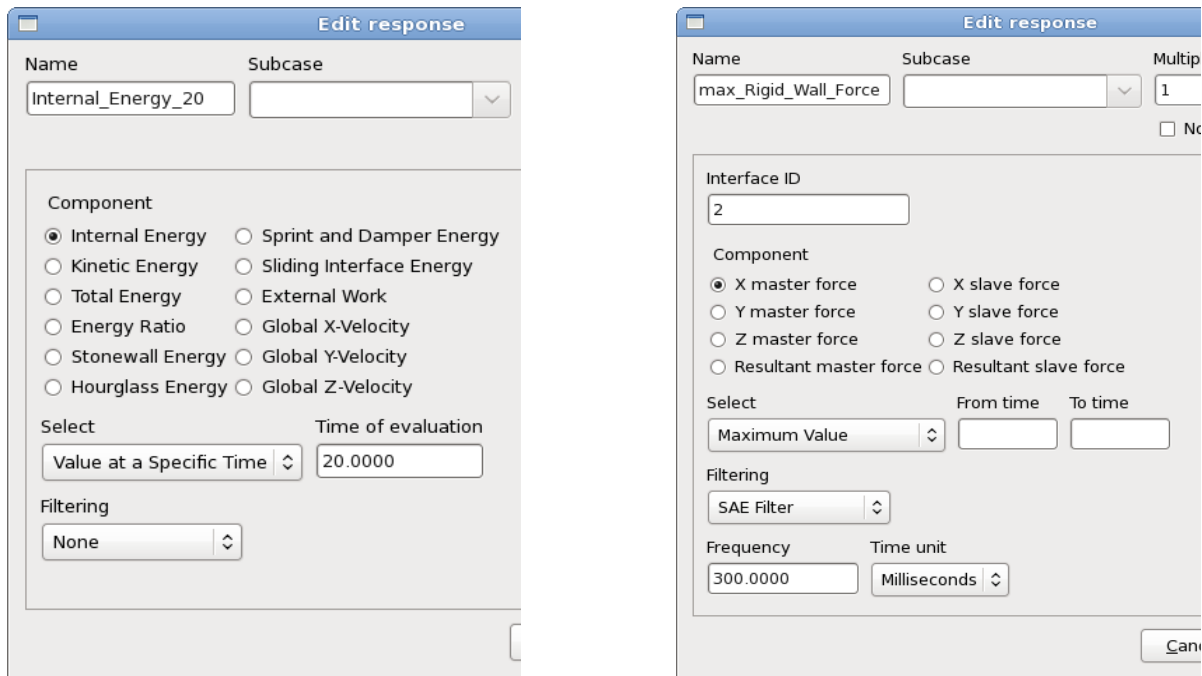 Edit response
Name Subcase
Internal_Energy_20
Component
Internal Energy Sprint and Damper Energy
Kinetic Energy Sliding Interface Energy
Total Energy External Work
Energy Ratio Global X-Velocity
Stonewall Energy Global Y-Velocity
Hourglass Energy Global Z-Velocity
Select Time of evaluation
Value at a Specific Time 20.0000
Filtering
None
Edit response
Name Subcase Multip
max_Rigid_Wall_Force 1
No
Interface ID
2
Component
X master force X slave force
Y master force Y slave force
Z master force Z slave force
Resultant master force Resultant slave force
Select From time To time
Maximum Value
Filtering
SAE Filter
Frequency Time unit
300.0000 Milliseconds
Canc